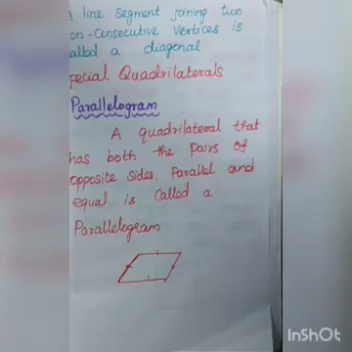 A line segment joining two
on-Consecutive Vertices is
alled a diagonal
pecial Quadrilaterals
Parallelogram
A quadrilateral that
has both the pairs of
opposite sides. Parallel and
equal is called a
Parallelogram
InShOt